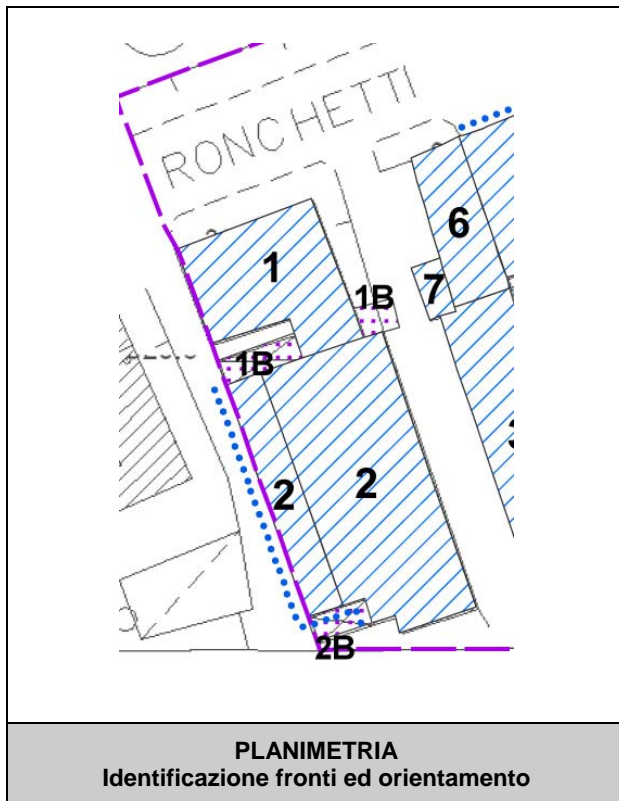 RONCHETTI
6
1
7
1B
1B
2
2
2B
PLANIMETRIA
Identificazione fronti ed orientamento